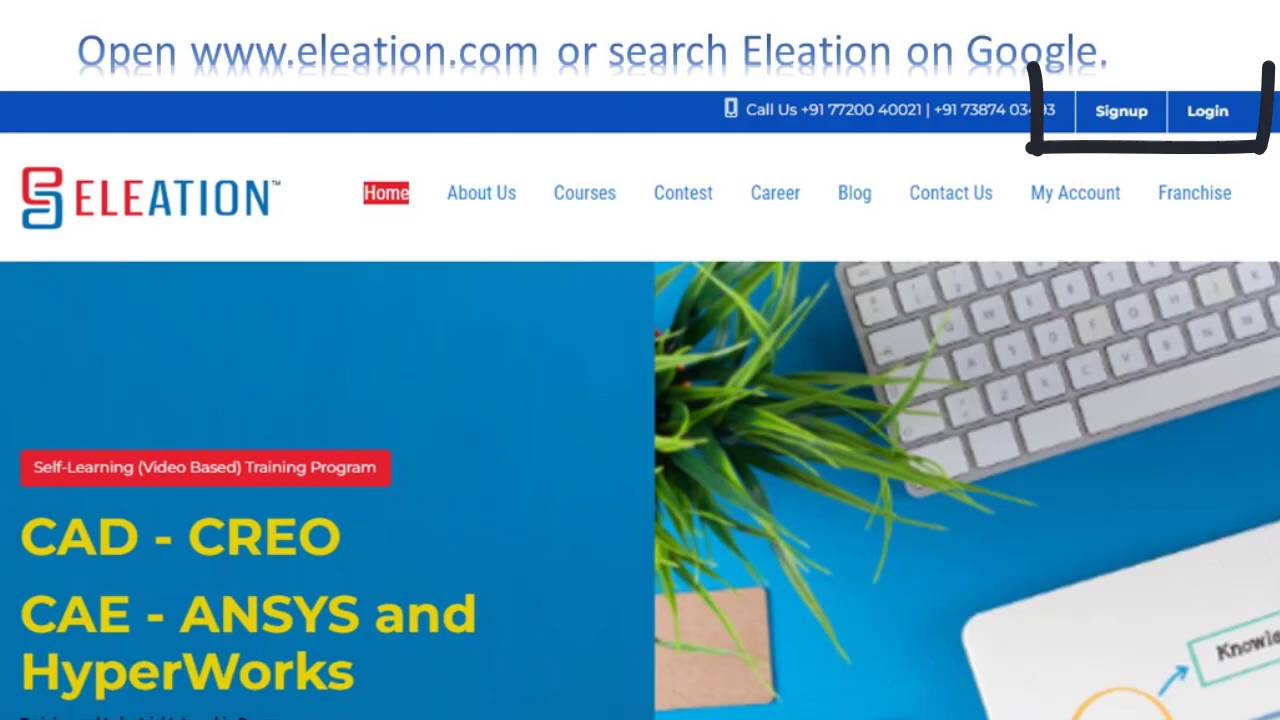 Open www.eleation.com or search Eleation on Google.
Call Us +91 77200 40021 | +91 73874 03493 Signup Login
ELEATION™
Home About Us Courses Contest Career Blog Contact Us My Account Franchise
Self-Learning (Video Based) Training Program
CAD - CREO
CAE - ANSYS and
HyperWorks